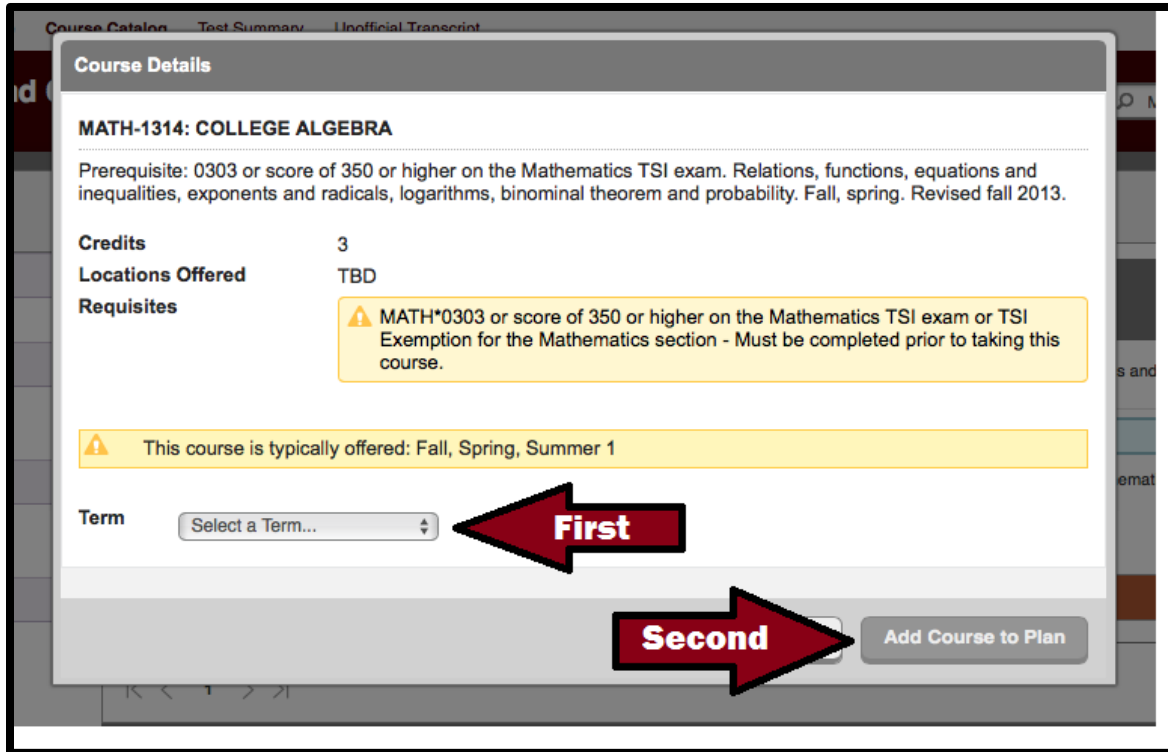 Course Catalog Test Summary Unofficial Transcript
Course Details
MATH-1314: COLLEGE ALGEBRA
Prerequisite: 0303 or score of 350 or higher on the Mathematics TSI exam. Relations, functions, equations and
inequalities, exponents and radicals, logarithms, binominal theorem and probability. Fall, spring. Revised fall 2013.
Credits 3
Locations Offered TBD
Requisites MATH*0303 or score of 350 or higher on the Mathematics TSI exam or TSI
Exemption for the Mathematics section - Must be completed prior to taking this
course.
s and
This course is typically offered: Fall, Spring, Summer 1
emat
Term Select a Term... First
Second Add Course to Plan
1